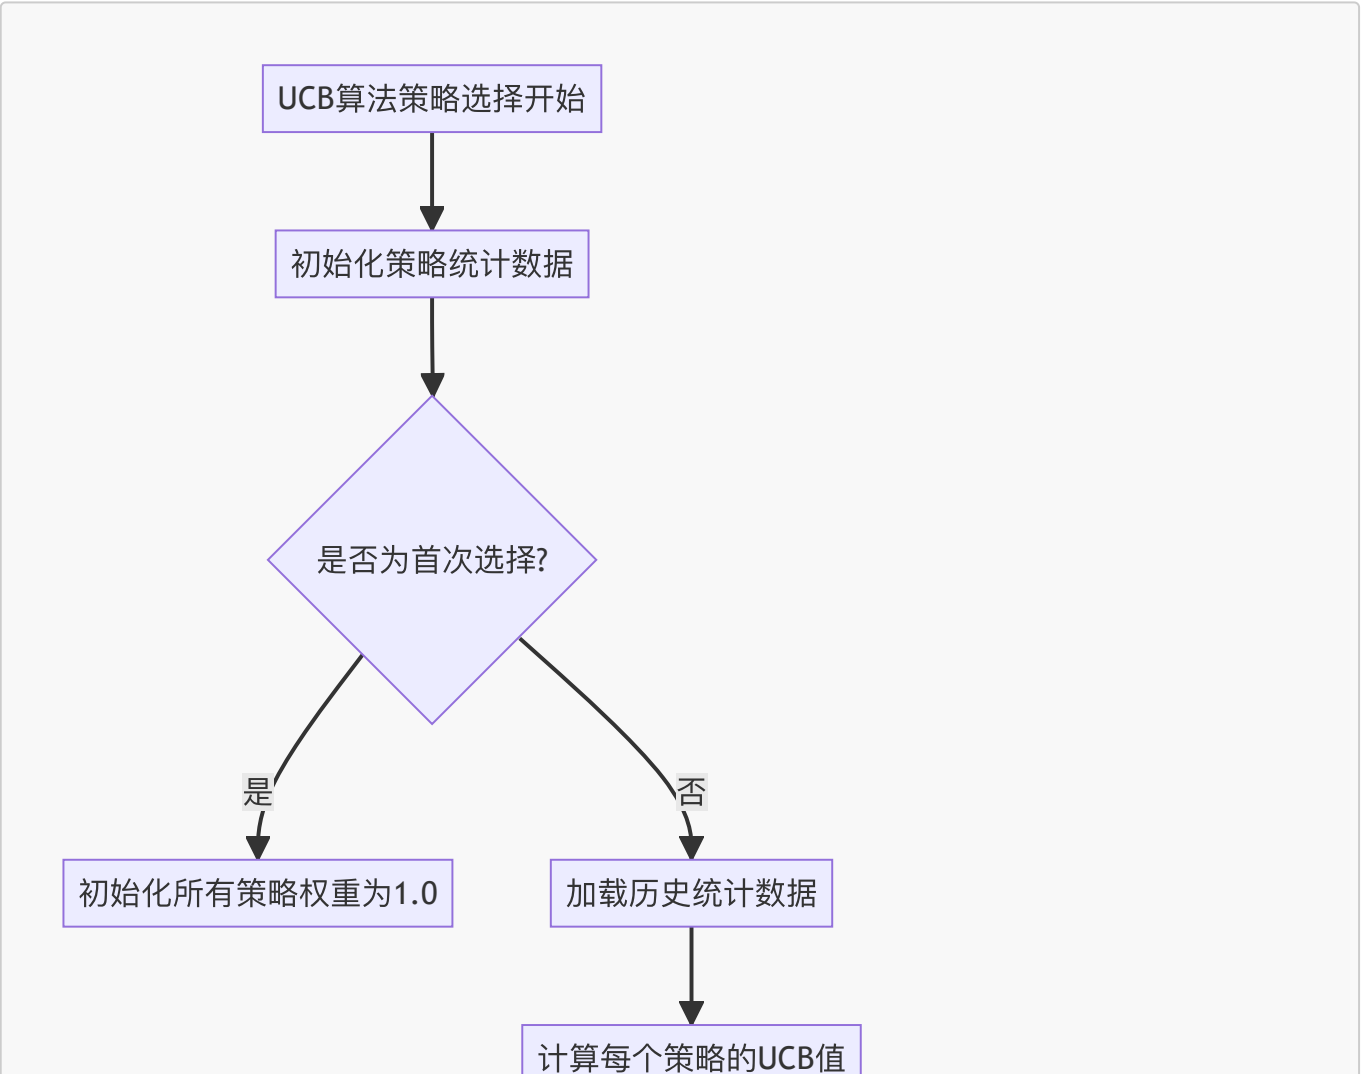 UCB算法策略选择开始
初始化策略统计数据
是否为首次选择?
是
否
初始化所有策略权重为1.0
加载历史统计数据
计算每个策略的UCB值